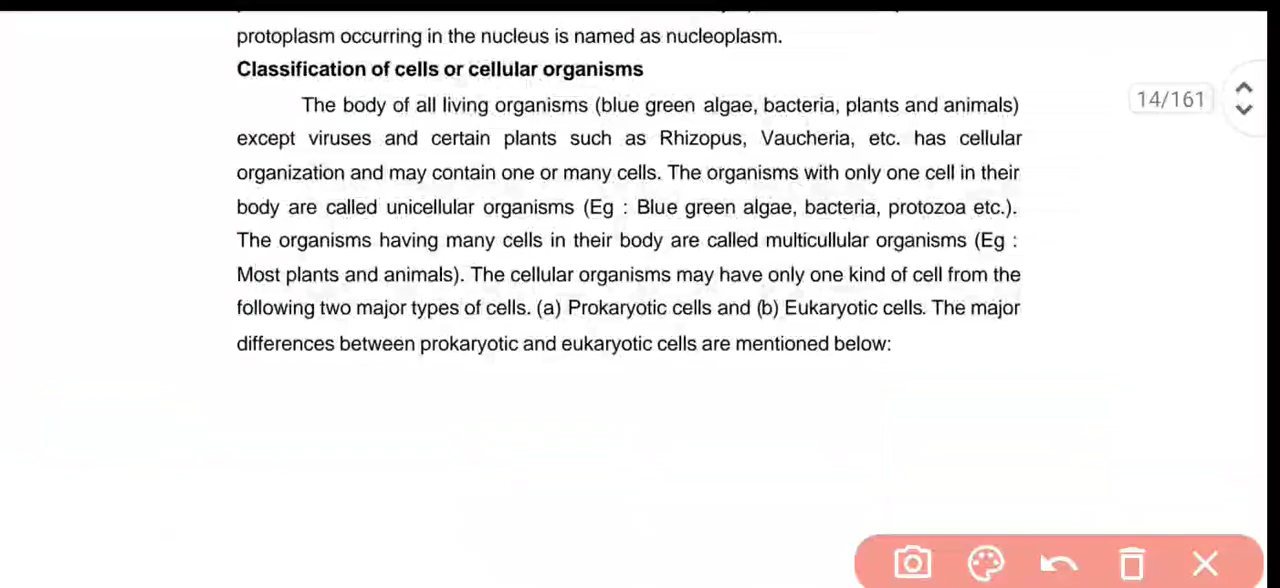 protoplasm occurring in the nucleus is named as nucleoplasm.
Classification of cells or cellular organisms
The body of all living organisms (blue green algae, bacteria, plants and animals)
14/161
except viruses and certain plants such as Rhizopus, Vaucheria, etc. has cellular
organization and may contain one or many cells. The organisms with only one cell in their
body are called unicellular organisms (Eg : Blue green algae, bacteria, protozoa etc.).
The organisms having many cells in their body are called multicullular organisms (Eg :
Most plants and animals). The cellular organisms may have only one kind of cell from the
following two major types of cells. (a) Prokaryotic cells and (b) Eukaryotic cells. The major
differences between prokaryotic and eukaryotic cells are mentioned below: